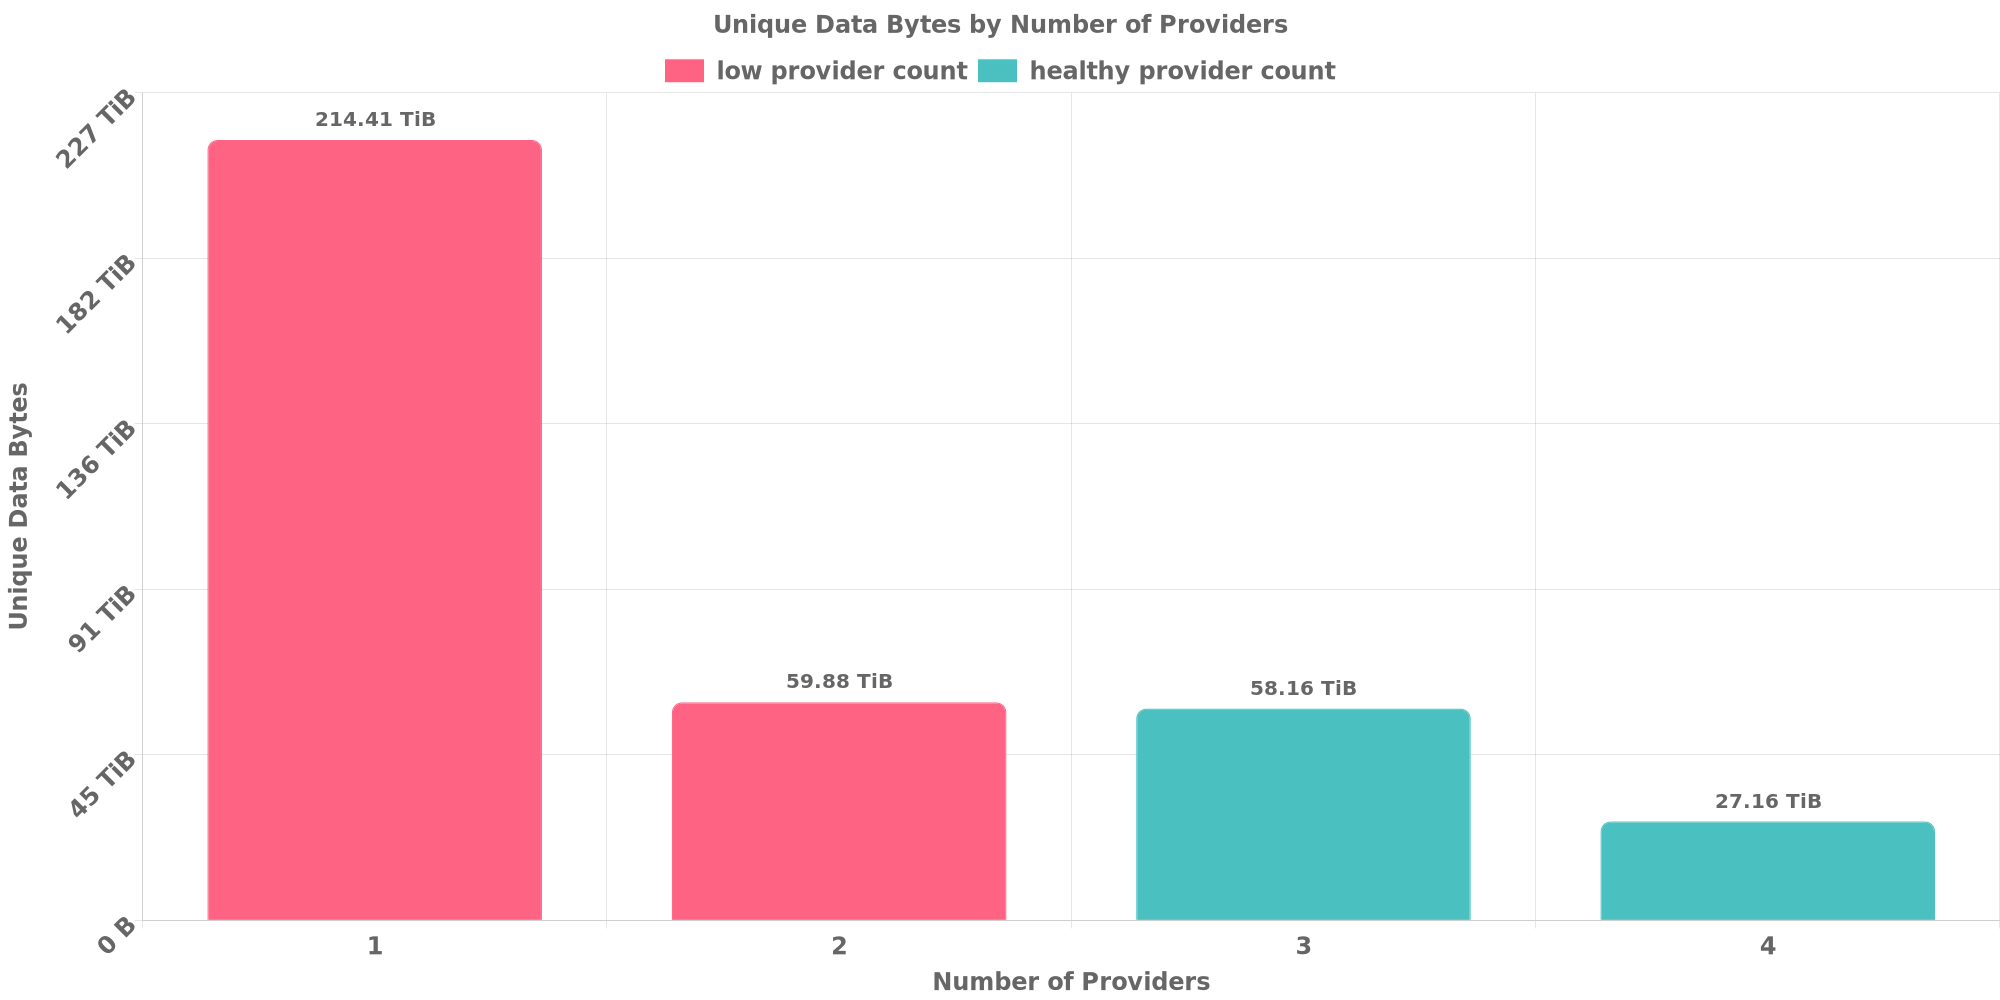 Unique Data Bytes by Number of Providers
low provider count healthy provider count
227 TiB
182 TiB
136 TiB
91 TiB
45 TiB
0 B
Unique Data Bytes
214.41 TiB
59.88 TiB
58.16 TiB
27.16 TiB
1 2 3 4
Number of Providers